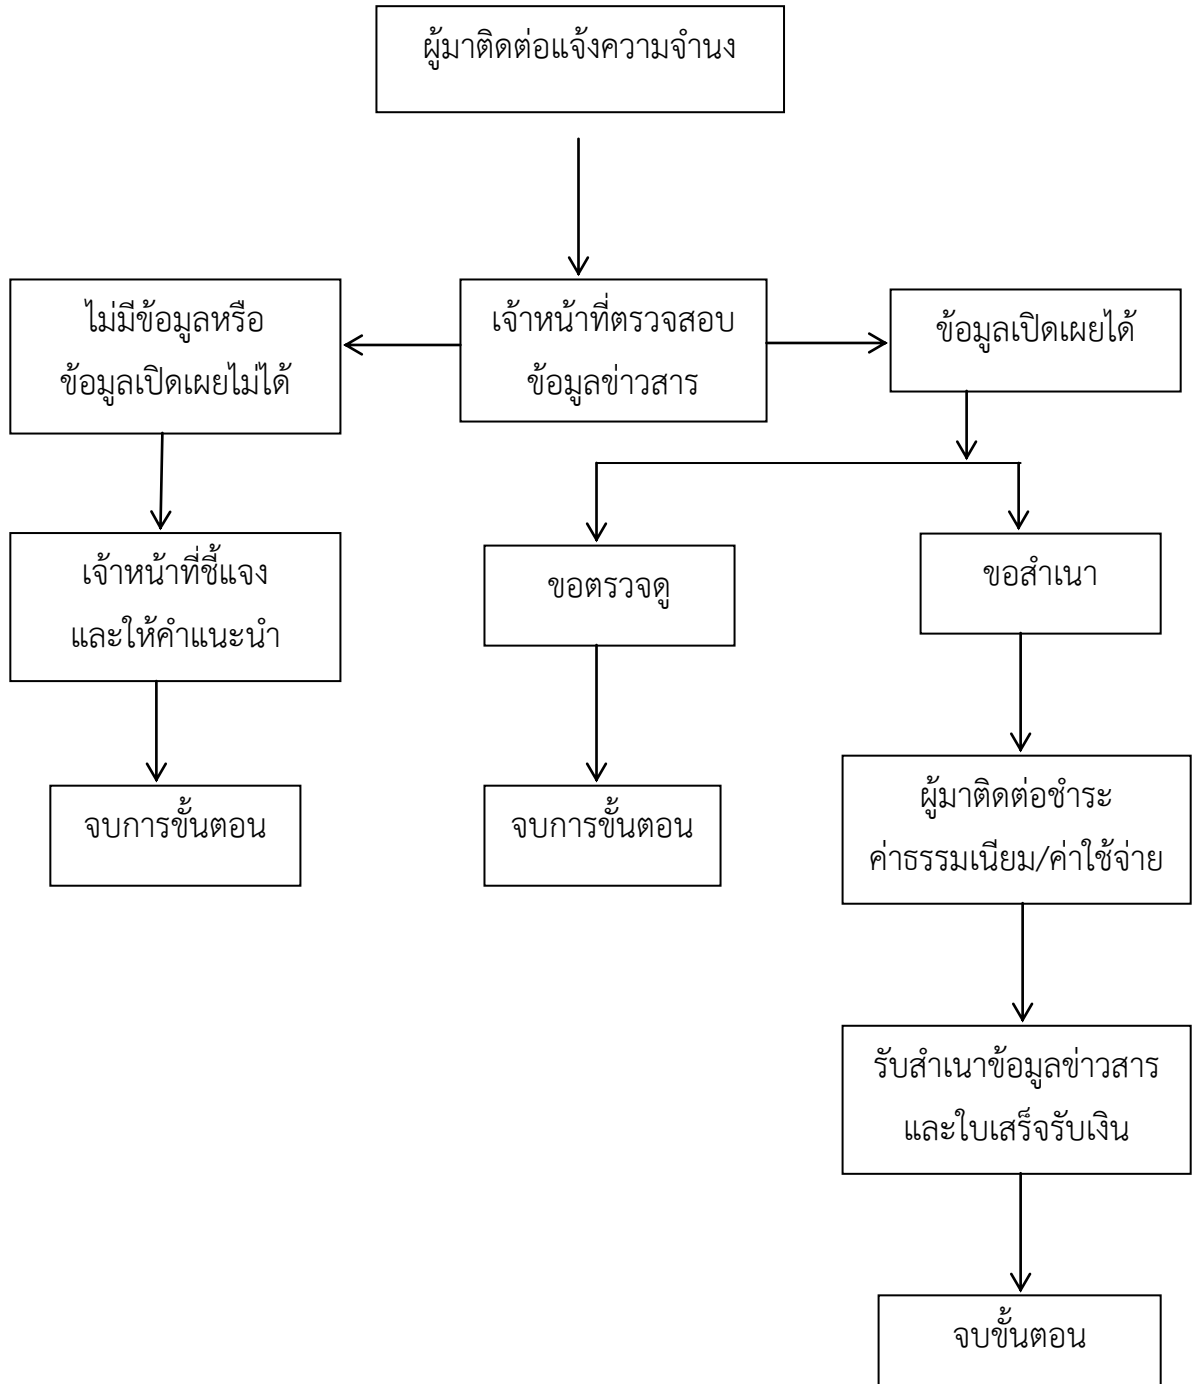 ผู้มาติดต่อแจ้งความจำนง
ไม่มีข้อมูลหรือ
ข้อมูลเปิดเผยไม่ได้
เจ้าหน้าที่ตรวจสอบ
ข้อมูลข่าวสาร
ข้อมูลเปิดเผยได้
เจ้าหน้าที่ชี้แจง
และให้คำแนะนำ
ขอตรวจดู
ขอสำเนา
จบการขั้นตอน
จบการขั้นตอน
ผู้มาติดต่อชำระ
ค่าธรรมเนียม/ค่าใช้จ่าย
รับสำเนาข้อมูลข่าวสาร
และใบเสร็จรับเงิน
จบขั้นตอน